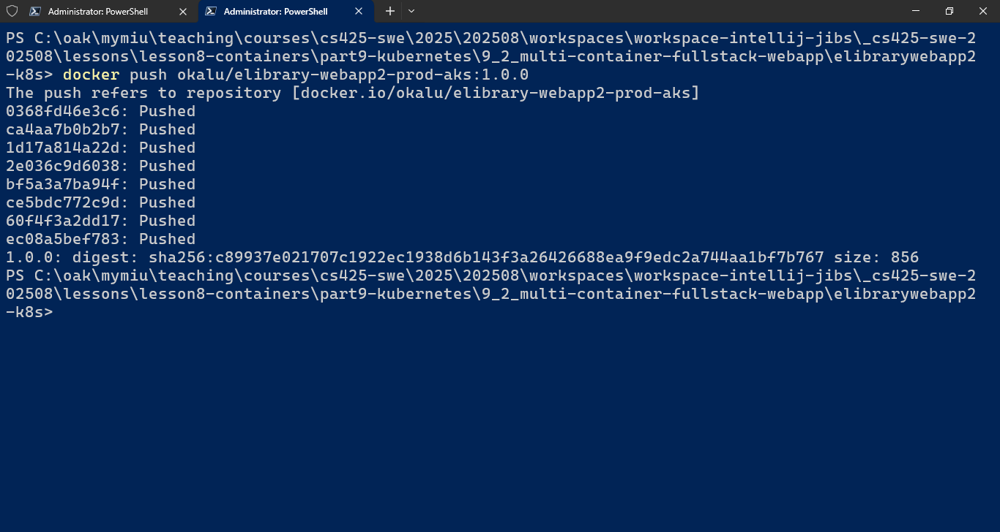 Administrator: PowerShell
Administrator: PowerShell
PS C:\oak\mymiu\teaching\courses\cs425-swe\2025\202508\workspaces\workspace-intellij-jibs\_cs425-swe-2
02508\lessons\lesson8-containers\part9-kubernetes\9_2_multi-container-fullstack-webapp\elibrarywebapp2
-k8s> docker push okalu/elibrary-webapp2-prod-aks:1.0.0
The push refers to repository [docker.io/okalu/elibrary-webapp2-prod-aks]
0368fd46e3c6: Pushed
ca4aa7b0b2b7: Pushed
1d17a814a22d: Pushed
2e036c9d6038: Pushed
bf5a3a7ba94f: Pushed
ce5bdc772c9d: Pushed
60f4f3a2dd17: Pushed
ec08a5bef783: Pushed
1.0.0: digest: sha256:c89937e021707c1922ec1938d6b143f3a26426688ea9f9edc2a744aa1bf7b767 size: 856
PS C:\oak\mymiu\teaching\courses\cs425-swe\2025\202508\workspaces\workspace-intellij-jibs\_cs425-swe-2
02508\lessons\lesson8-containers\part9-kubernetes\9_2_multi-container-fullstack-webapp\elibrarywebapp2
-k8s>